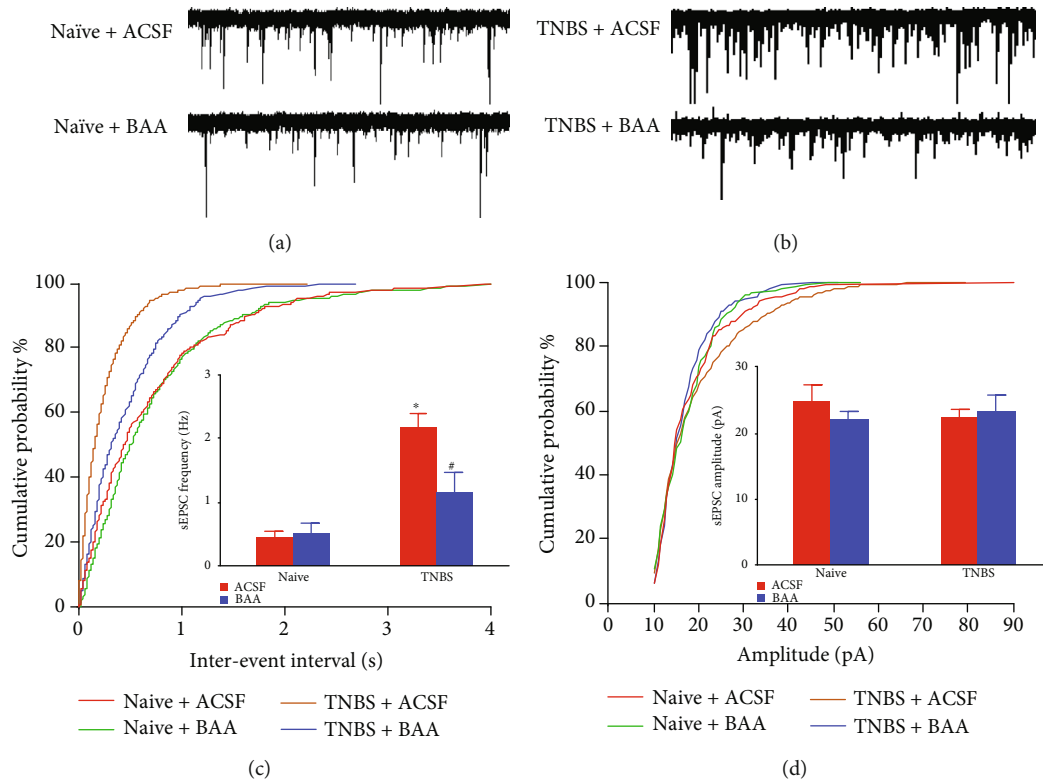 Naïve + ACSF
TNBS + ACSF
Naïve + BAA
TNBS + BAA
(a)
(b)
Cumulative probability %
100
80
60
40
20
0
0 1 2 3 4
Inter-event interval (s)
sEPSC frequency (Hz)
3
2
1
0
*
#
Naive TNBS
ACSF
BAA
Naive + ACSF TNBS + ACSF
Naive + BAA TNBS + BAA
(c)
Cumulative probability %
100
80
60
40
20
0
0 10 20 30 40 50 60 70 80 90
Amplitude (pA)
sEPSC amplitude (pA)
30
20
10
0
Naive TNBS
ACSF
BAA
Naive + ACSF TNBS + ACSF
Naive + BAA TNBS + BAA
(d)